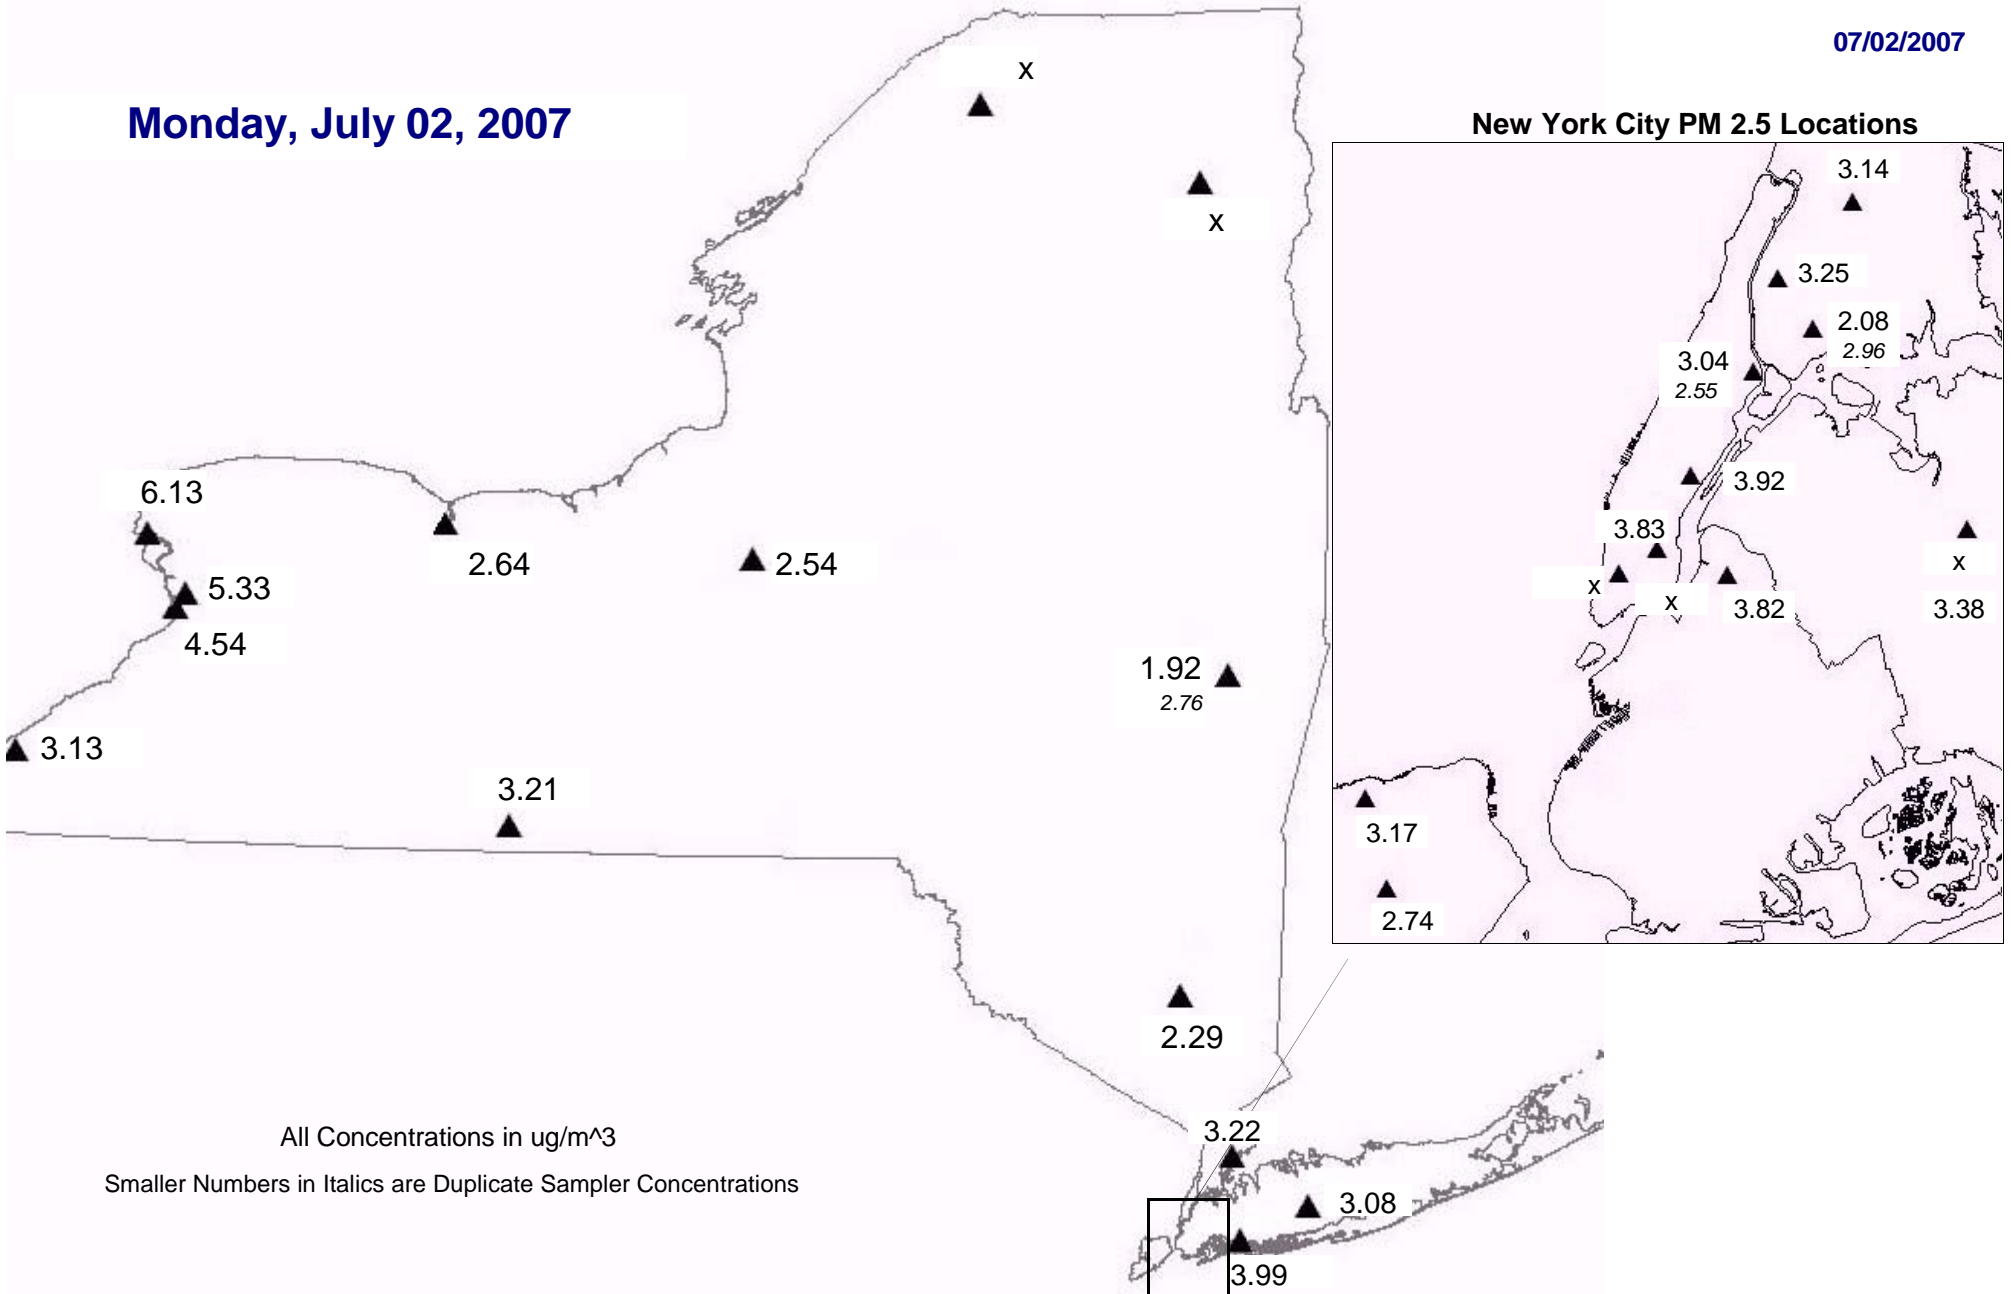 07/02/2007
Monday, July 02, 2007
x
x
6.13
2.64
2.54
5.33
4.54
1.92
2.76
3.13
3.21
2.29
3.22
3.08
3.99
All Concentrations in ug/m^3
Smaller Numbers in Italics are Duplicate Sampler Concentrations
New York City PM 2.5 Locations
3.14
3.25
2.08
2.96
3.04
2.55
3.92
3.83
x
x
x
3.82
3.38
3.17
2.74